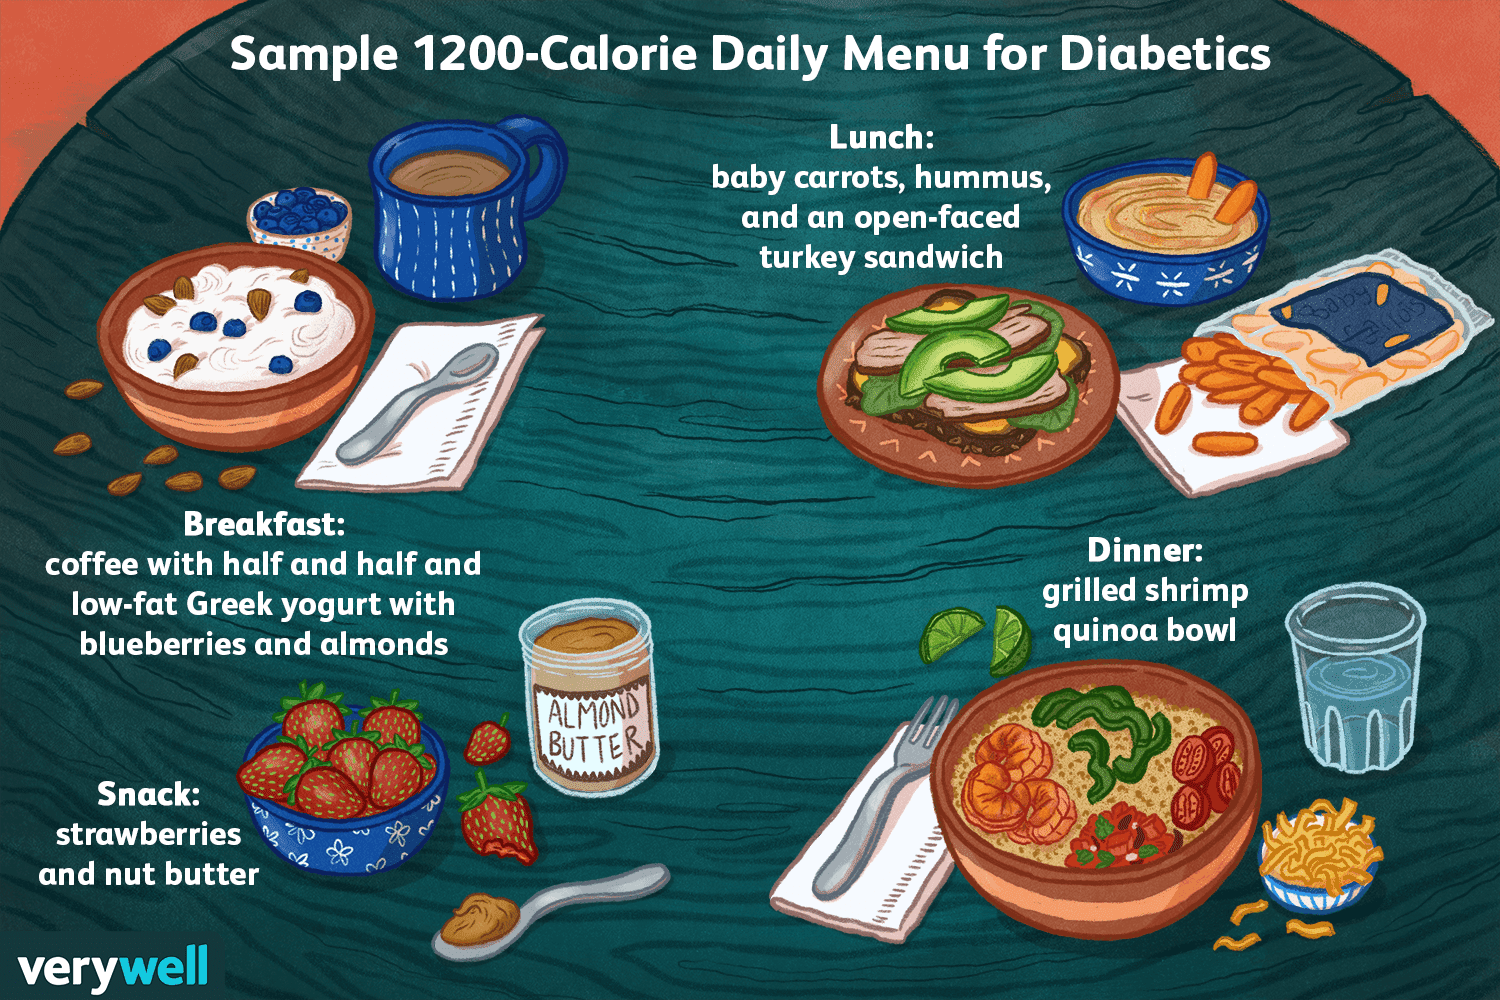 Sample 1200-Calorie Daily Menu for Diabetics
Lunch:
baby carrots, hummus,
and an open-faced
turkey sandwich
Breakfast:
coffee with half and half and
low-fat Greek yogurt with
blueberries and almonds
Dinner:
grilled shrimp
quinoa bowl
ALMOND
BUTTER
Snack:
strawberries
and nut butter
verywell